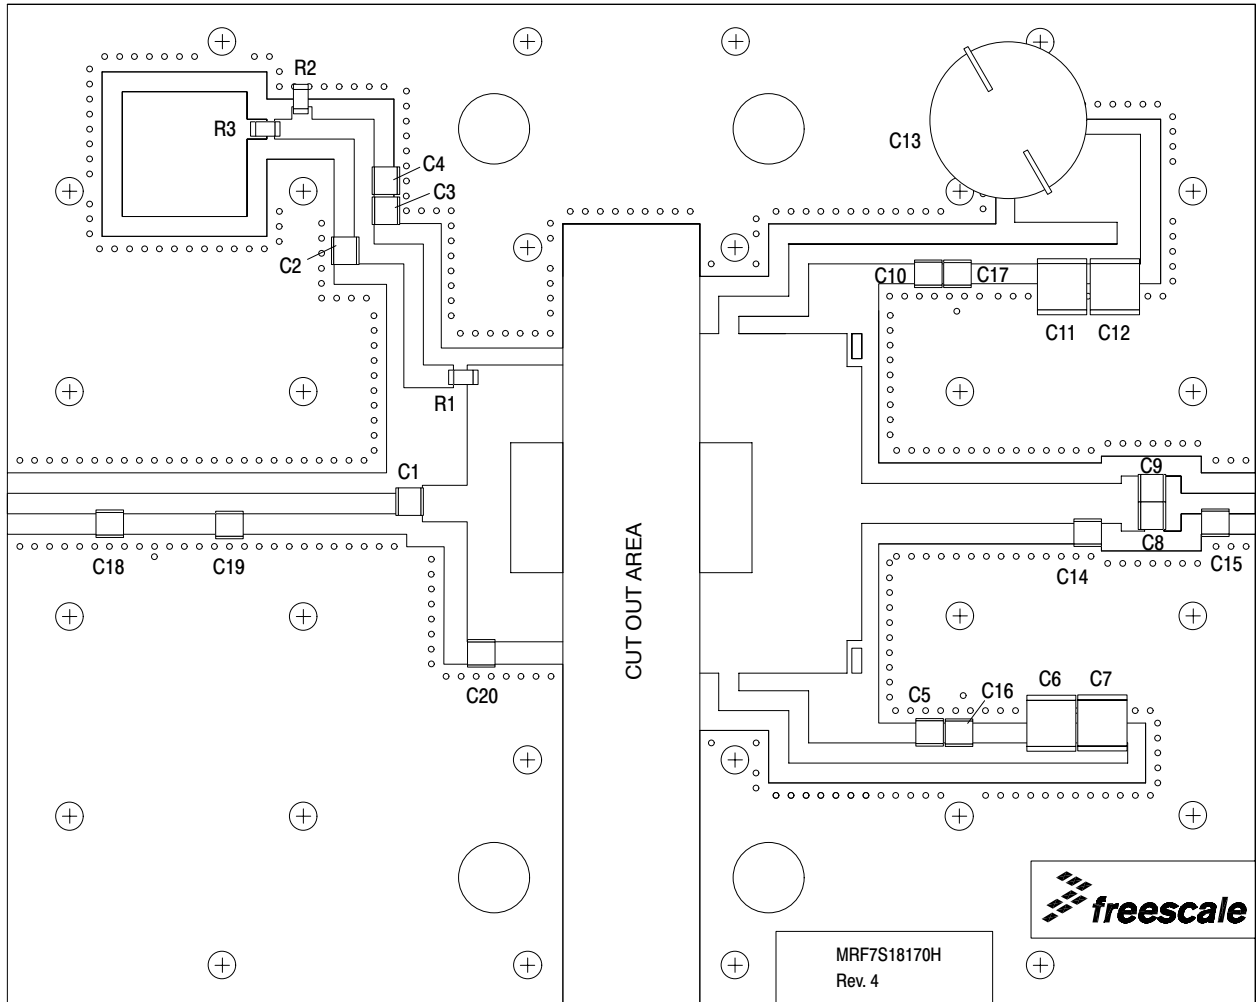 R2
R3
C13
C4
C3
C2
C10
C17
C11
C12
R1
C9
C1
C8
C18
C19
C14
C15
CUT OUT AREA
C20
C5
C16
C6
C7
freescale
MRF7S18170H
Rev. 4